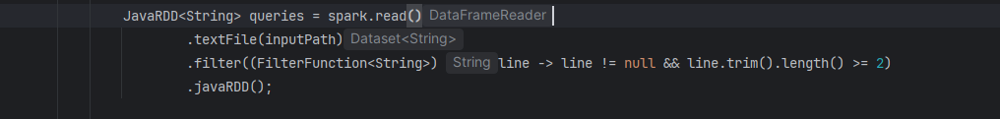 JavaRDD<String> queries = spark.read() DataFrameReader
.textFile(inputPath) Dataset<String>
.filter((FilterFunction<String>) String line -> line != null && line.trim().length() >= 2)
.javaRDD();